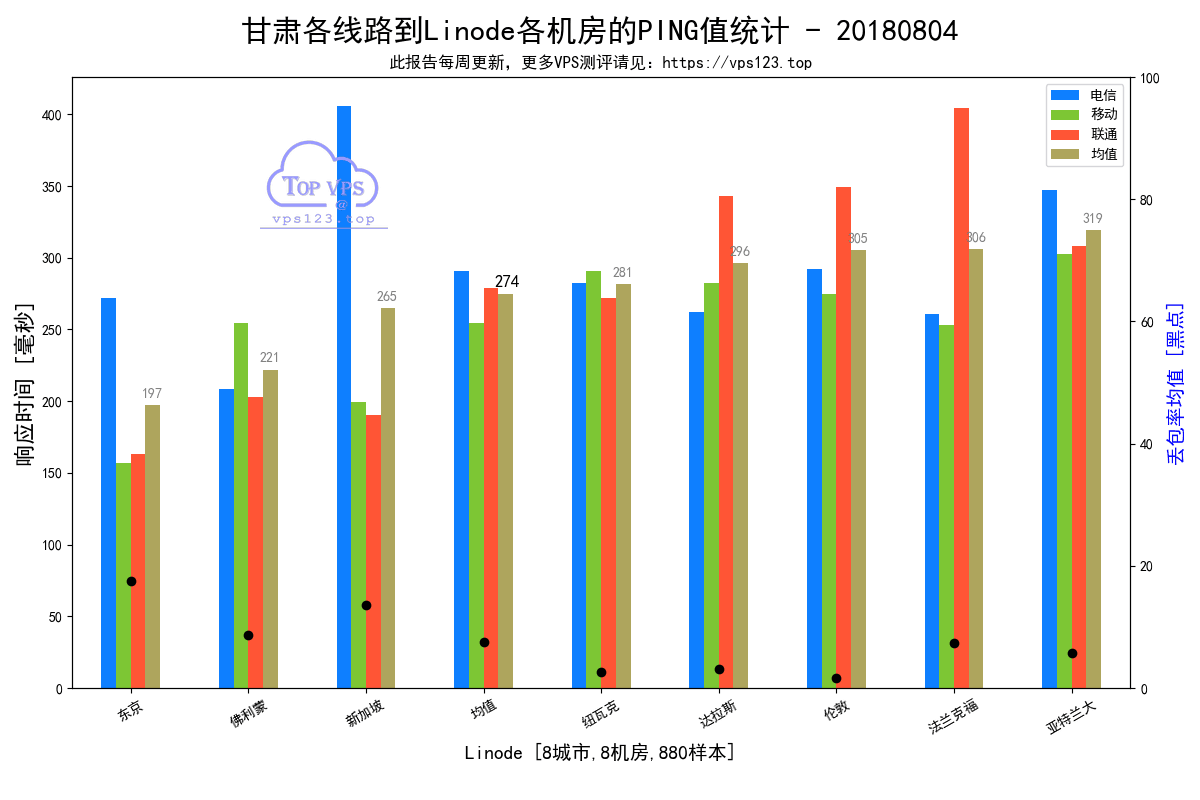 甘肃各线路到Linode各机房的PING值统计 - 20180804
此报告每周更新，更多VPS测评请见：https://vps123.top
电信
移动
联通
均值
TOP VPS
@
vps123.top
响应时间 [毫秒]
400
350
300
250
200
150
100
50
0
197
221
265
274
281
296
305
306
319
100
80
60
40
20
0
丢包率均值 [黑点]
东京
佛利蒙
新加坡
均值
纽瓦克
达拉斯
伦敦
法兰克福
亚特兰大
Linode [8城市,8机房,880样本]